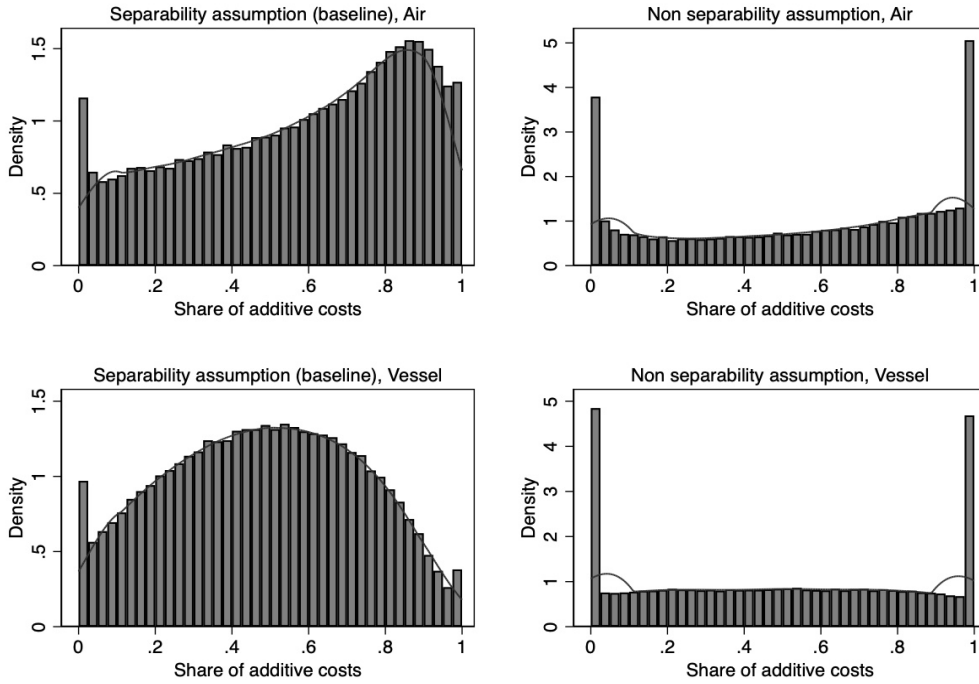 Separability assumption (baseline), Air
1.5
1
.5
0
Density
0 .2 .4 .6 .8 1
Share of additive costs
Non separability assumption, Air
5
4
3
2
1
0
Density
0 .2 .4 .6 .8 1
Share of additive costs
Separability assumption (baseline), Vessel
1.5
1
.5
0
Density
0 .2 .4 .6 .8 1
Share of additive costs
Non separability assumption, Vessel
5
4
3
2
1
0
Density
0 .2 .4 .6 .8 1
Share of additive costs